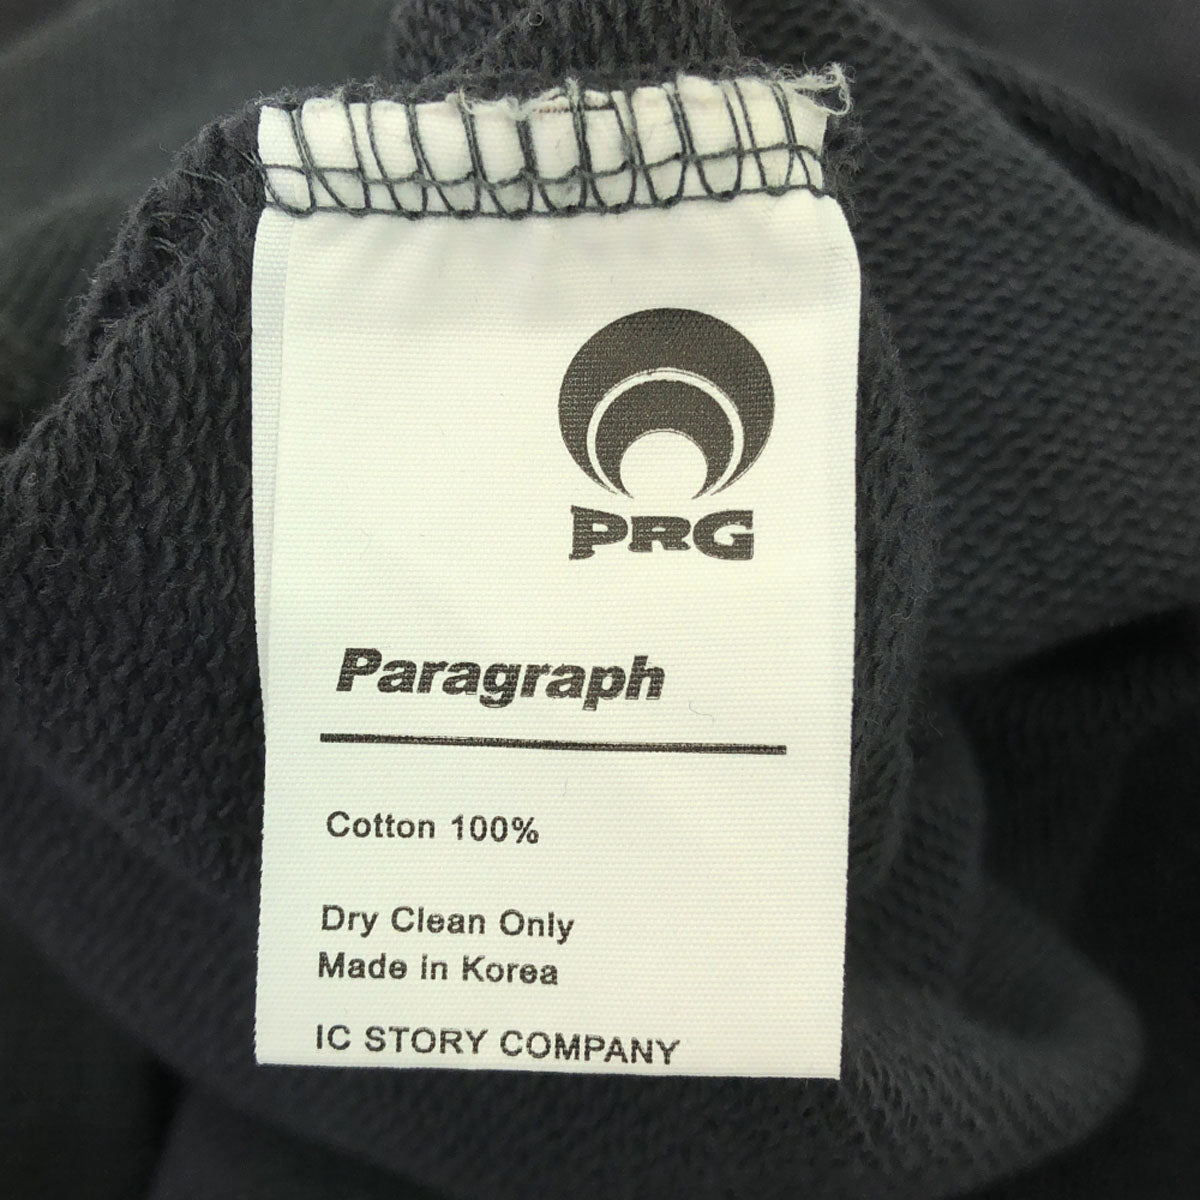 PRG
Paragraph
Cotton 100%
Dry Clean Only
Made in Korea
IC STORY COMPANY